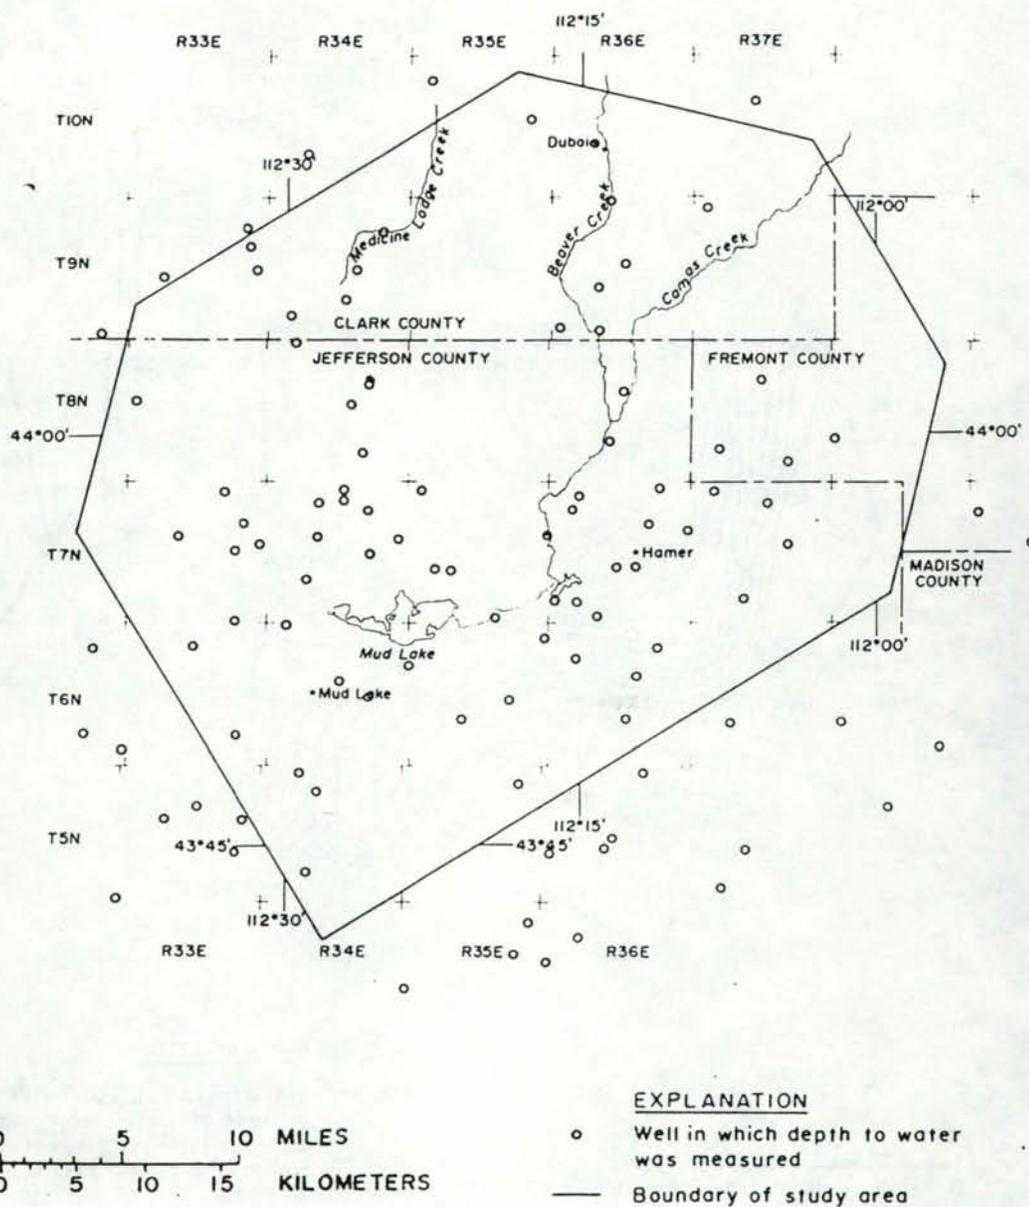 112°15'
R33E R34E R35E R36E R37E
T10N
Dubois
112°30'
Medicine Lodge Creek
Beaver Creek
112°00'
Camas Creek
T9N
CLARK COUNTY
JEFFERSON COUNTY
FREMONT COUNTY
T8N
44°00' 44°00'
T7N
Hamer
MADISON
COUNTY
112°00'
Mud Lake
Mud Lake
T6N
112°15'
T5N
43°45' 43°45'
112°30'
R33E R34E R35E R36E
EXPLANATION
0 5 10 MILES
0 5 10 15 KILOMETERS
Well in which depth to water
was measured
Boundary of study area